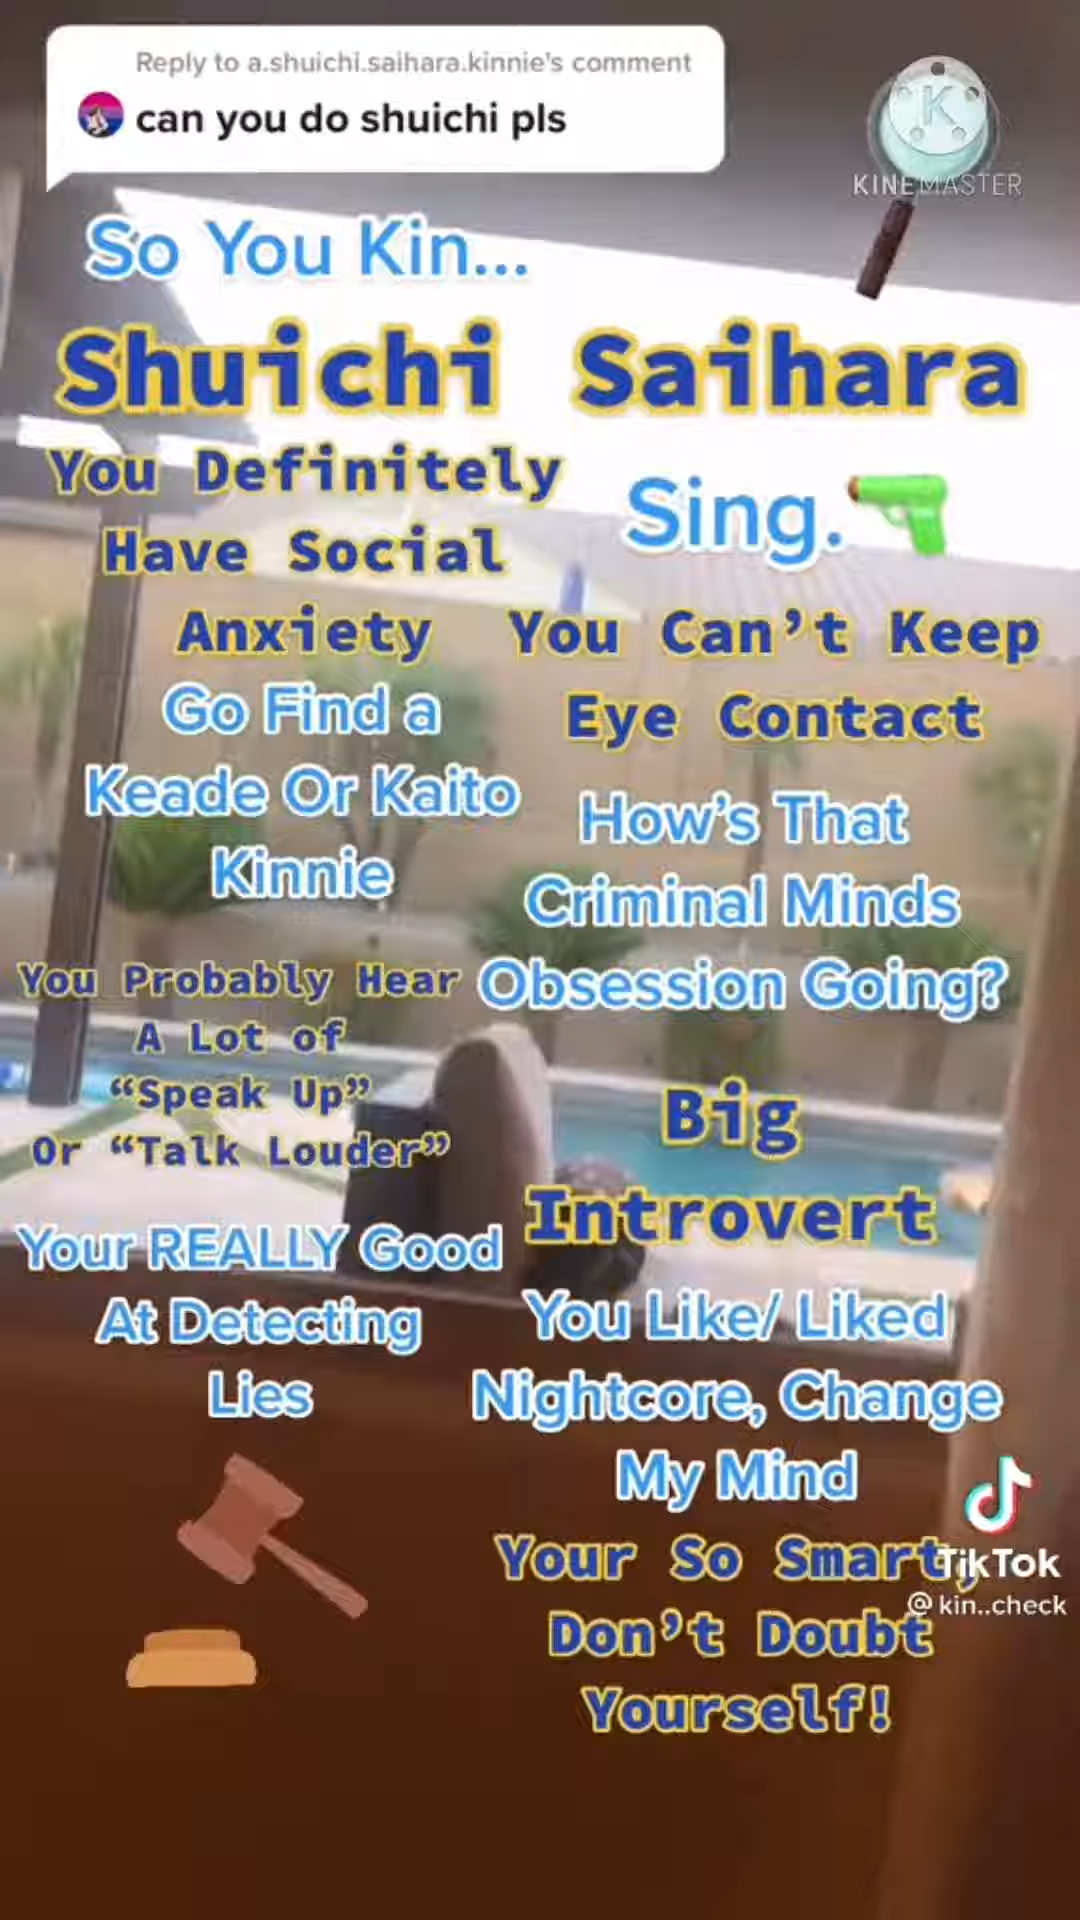 Reply to a.shuichi.saihara.kinnie's comment
can you do shuichi pls
KINEMASTER
So You Kin...
Shuichi Saihara
You Definitely
Have Social
Anxiety
Sing.
You Can't Keep
Eye Contact
Go Find a
Keade Or Kaito
Kinnie
How's That
Criminal Minds
Obsession Going?
You Probably Hear
A Lot of
“Speak Up”
Or “Talk Louder”
Big
Introvert
Your REALLY Good
At Detecting
Lies
You Like/ Liked
Nightcore, Change
My Mind
Your So Smart,
Don't Doubt
Yourself!
TikTok
@ kin..check